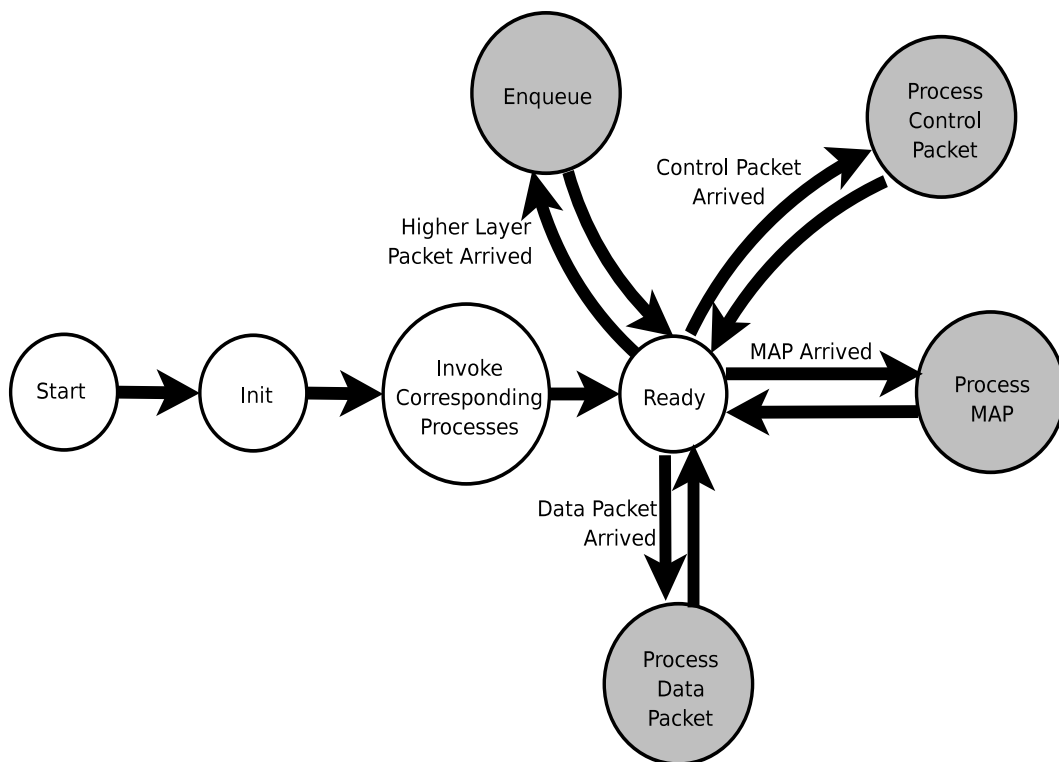 Enqueue
Process
Control
Packet
Control Packet
Arrived
Higher Layer
Packet Arrived
Start
Init
Invoke
Corresponding
Processes
Ready
MAP Arrived
Process
MAP
Data Packet
Arrived
Process
Data
Packet